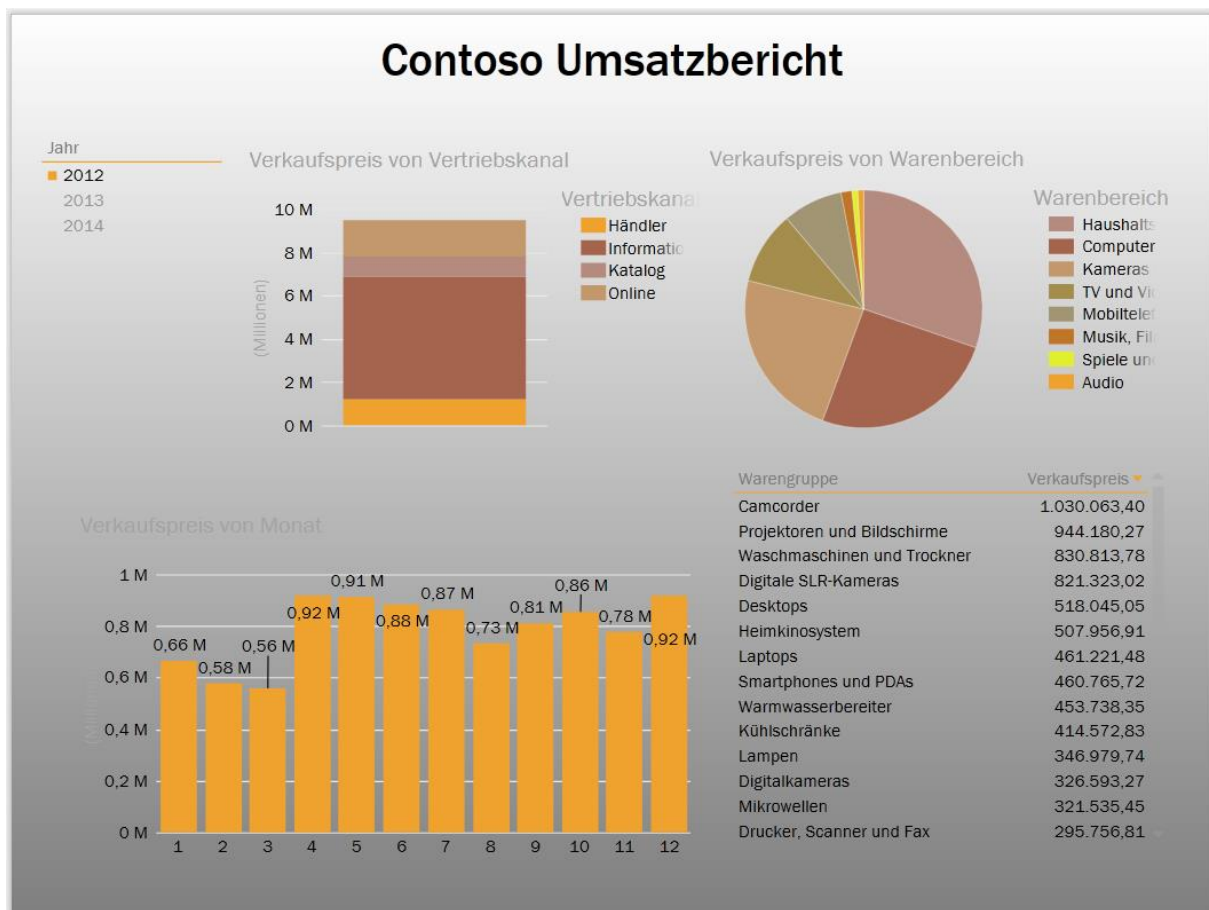 Contoso Umsatzbericht
Jahr
2012
2013
2014
Verkaufspreis von Vertriebskanal
10 M
8 M
6 M
4 M
2 M
0 M
(Millionen)
Vertriebskana
Händler
Informatio
Katalog
Online
Verkaufspreis von Warenbereich
Warenbereich
Haushalts
Computer
Kameras
TV und Vi
Mobiltele
Musik, Fil
Spiele und
Audio
Verkaufspreis von Monat
1 M
0,8 M
0,6 M
0,4 M
0,2 M
0 M
0,66 M
0,58 M
0,56 M
0,92 M
0,91 M
0,88 M
0,87 M
0,73 M
0,81 M
0,86 M
0,78 M
0,92 M
1 2 3 4 5 6 7 8 9 10 11 12
Warengruppe Verkaufspreis
Camcorder 1.030.063,40
Projektoren und Bildschirme 944.180,27
Waschmaschinen und Trockner 830.813,78
Digitale SLR-Kameras 821.323,02
Desktops 518.045,05
Heimkinosystem 507.956,91
Laptops 461.221,48
Smartphones und PDAs 460.765,72
Warmwasserbereiter 453.738,35
Kühlschränke 414.572,83
Lampen 346.979,74
Digitalkameras 326.593,27
Mikrowellen 321.535,45
Drucker, Scanner und Fax 295.756,81